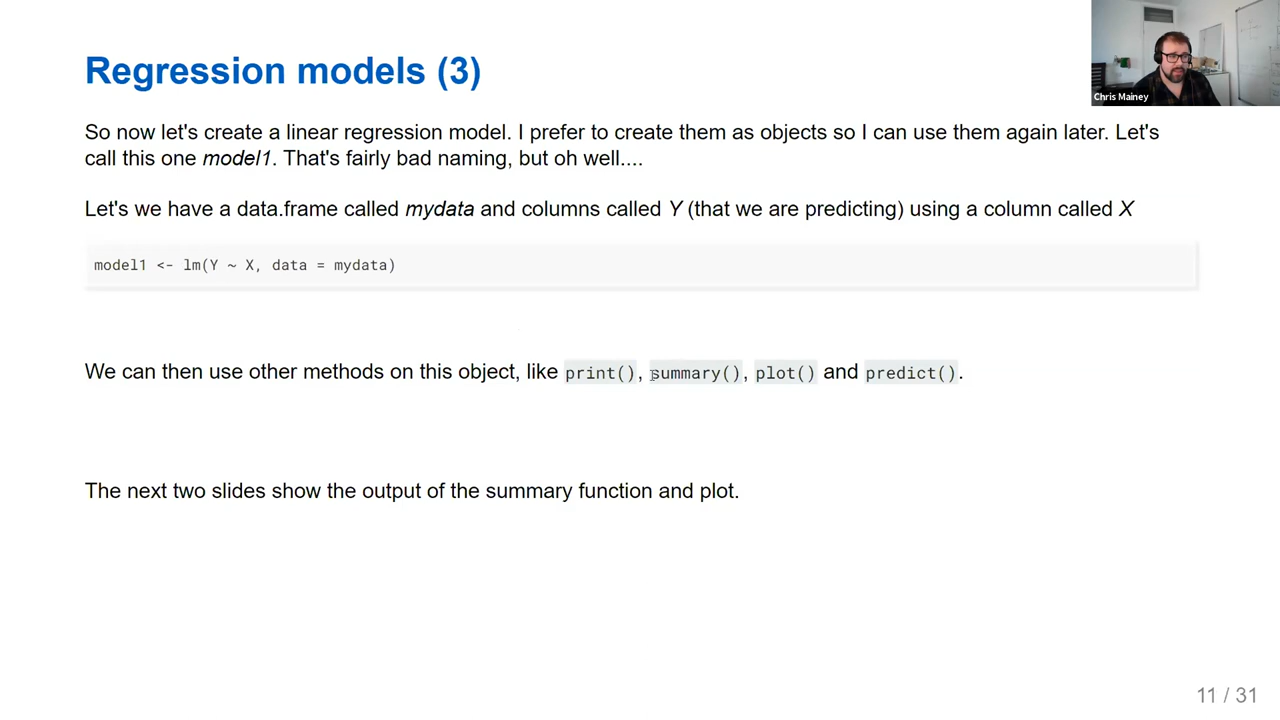 Regression models (3)
Chris Mainey
So now let's create a linear regression model. I prefer to create them as objects so I can use them again later. Let's
call this one model1. That's fairly bad naming, but oh well....
Let's we have a data.frame called mydata and columns called Y (that we are predicting) using a column called X
model1 <- lm(Y ~ X, data = mydata)
We can then use other methods on this object, like print(), summary(), plot() and predict().
The next two slides show the output of the summary function and plot.
11 / 31